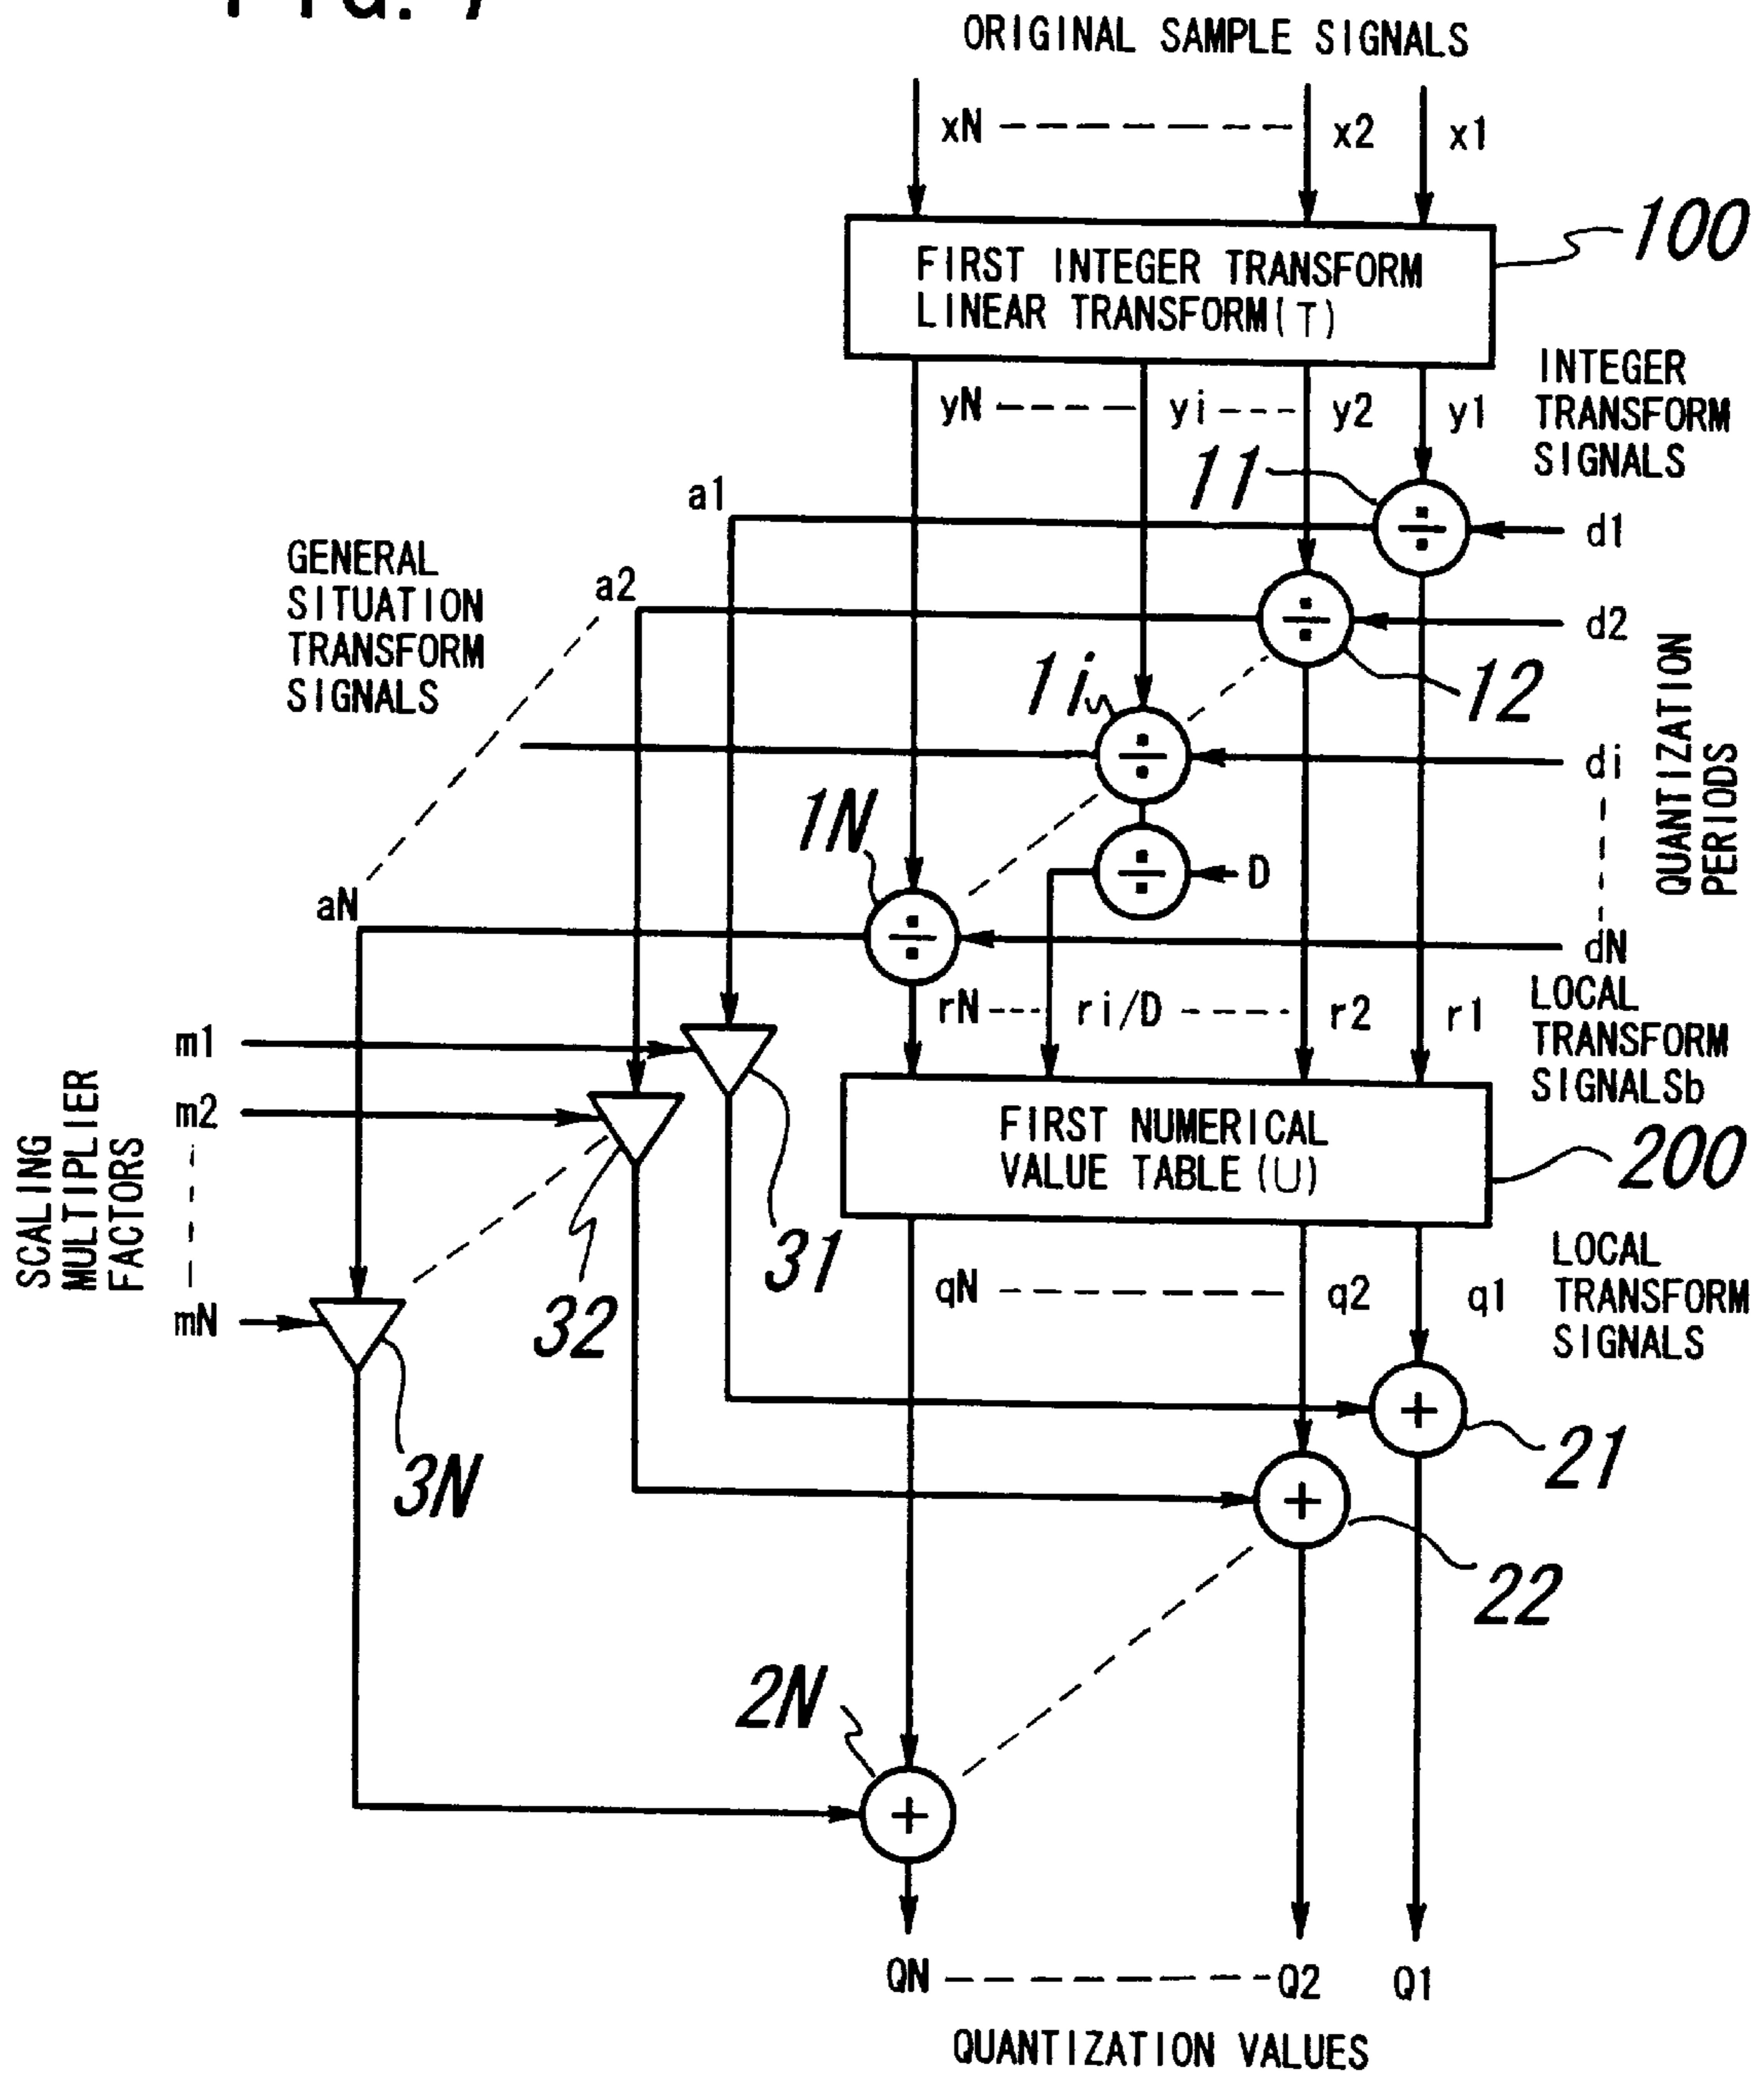 FIG. 7
ORIGINAL SAMPLE SIGNALS
xN x2 x1
100
FIRST INTEGER TRANSFORM
LINEAR TRANSFORM(T)
yN yi y2 y1
INTEGER
TRANSFORM
SIGNALS
11
a1
÷
d1
GENERAL
SITUATION
TRANSFORM
SIGNALS
a2
÷
d2
12
1i
÷
di
QUANTIZATION
PERIODS
1N
÷
D
aN
÷
dN
rN ri/D r2 r1
LOCAL
TRANSFORM
SIGNALSb
m1
m2
mN
SCALING
MULTIPLIER
FACTORS
FIRST NUMERICAL
VALUE TABLE (U)
200
31
32
3N
qN q2 q1
LOCAL
TRANSFORM
SIGNALS
+
21
+
22
2N
+
QN Q2 Q1
QUANTIZATION VALUES